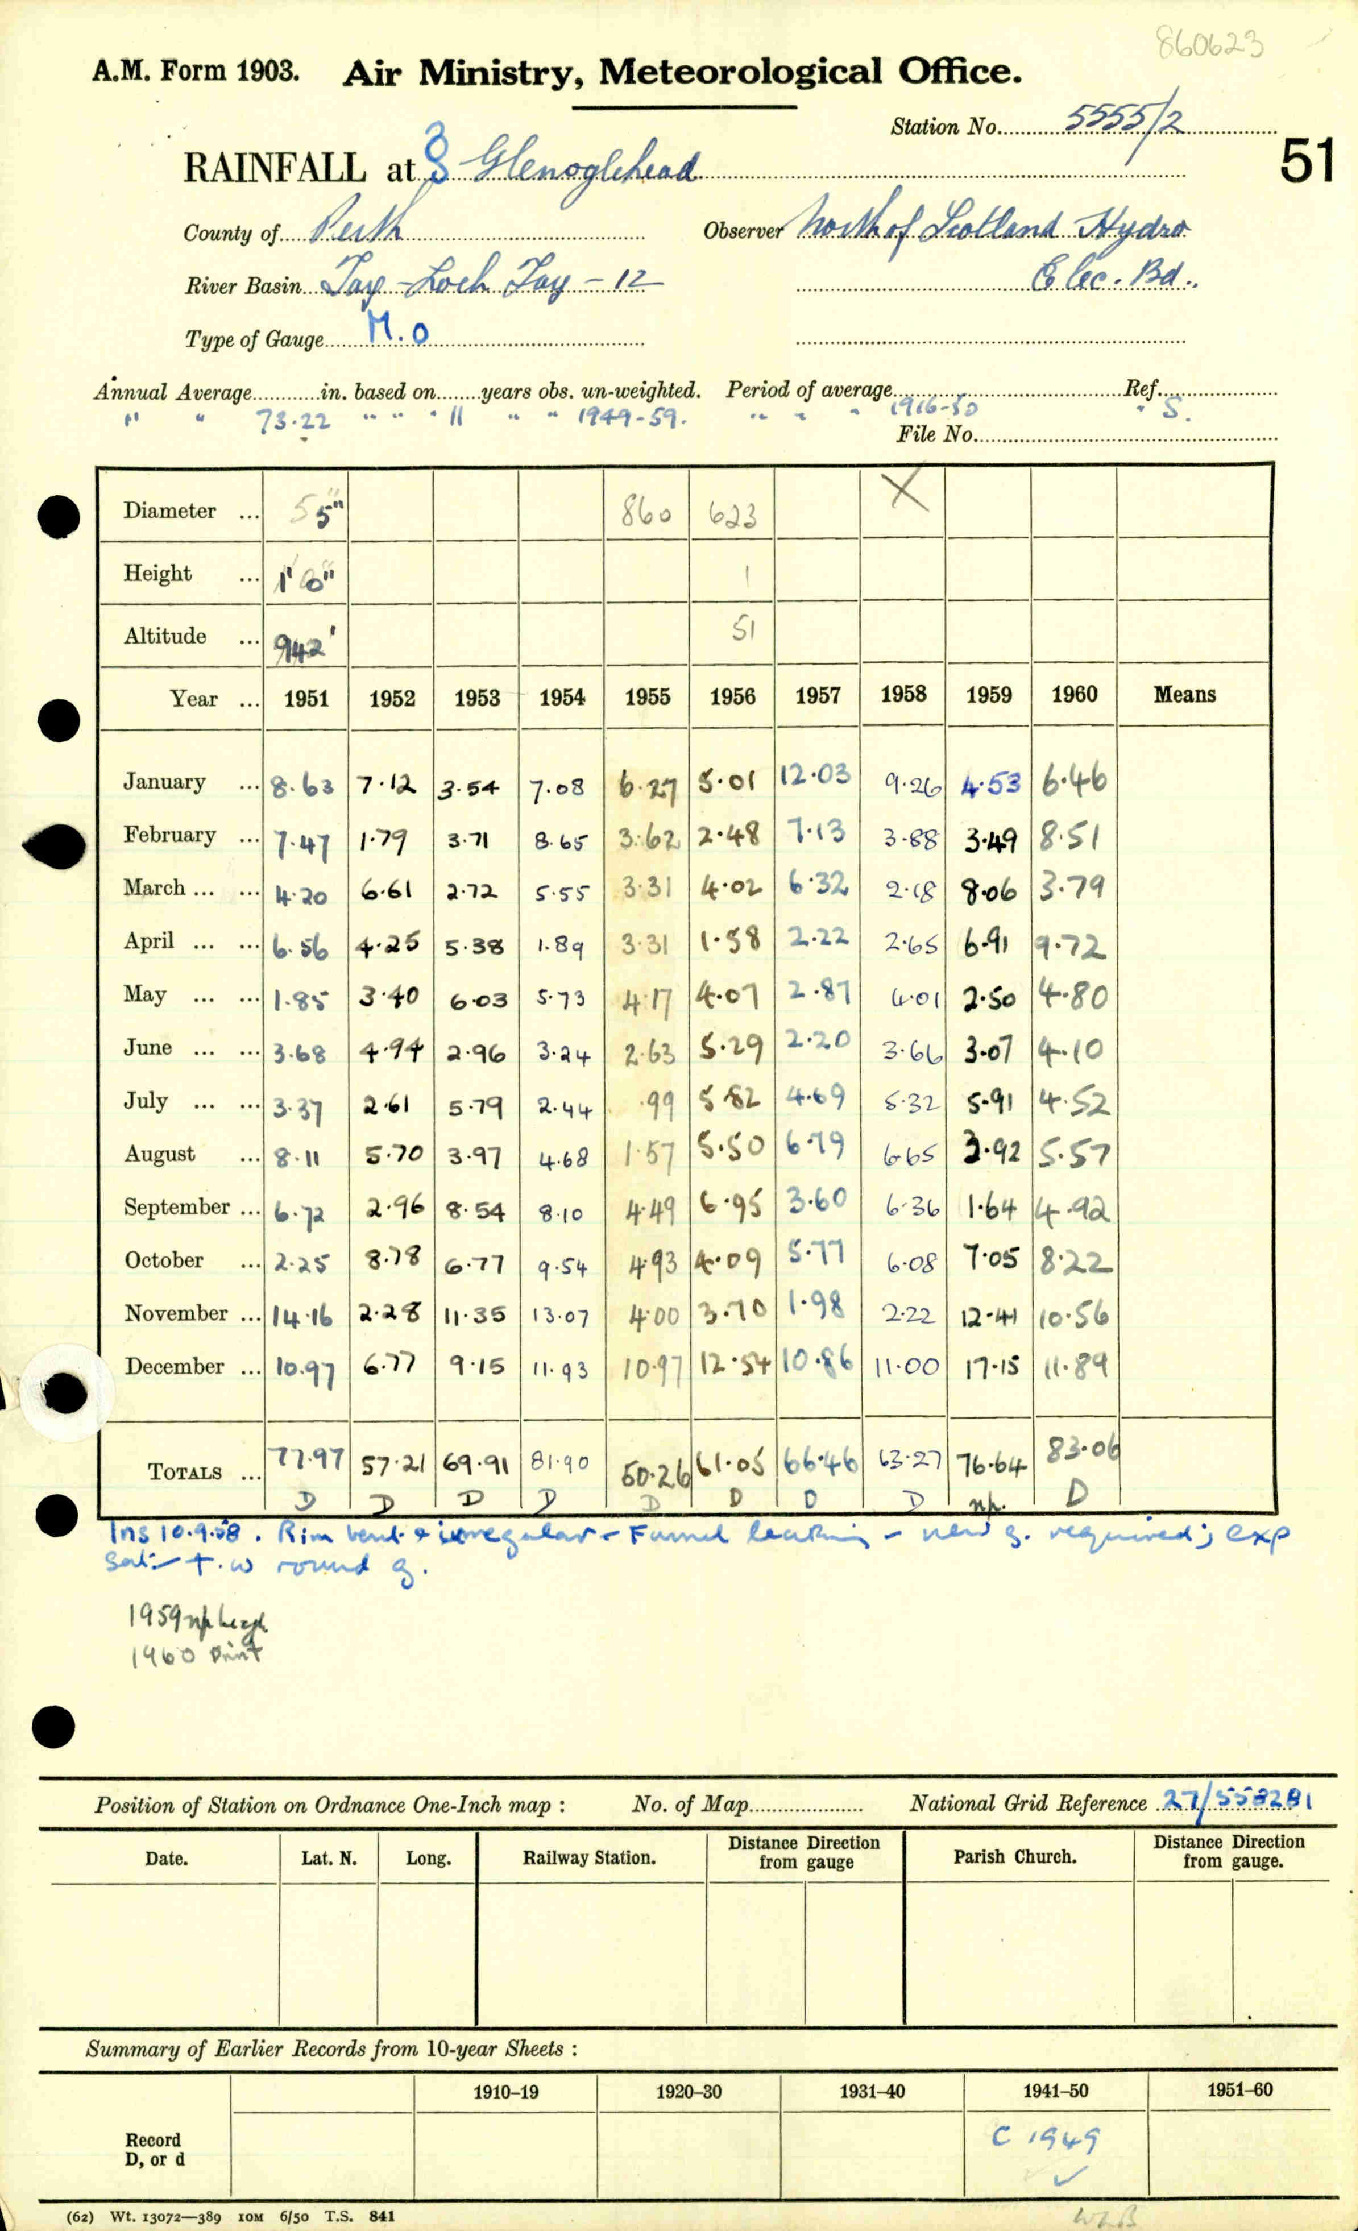 860623
A.M. Form 1903. Air Ministry, Meteorological Office.
Station No. 5555/2
51
RAINFALL at 3 Glenoglehead
County of Perth Observer North of Scotland Hydro
River Basin Tay - Loch Tay - 12 Elec. Bd.
Type of Gauge M.O
Annual Average............in. based on........years obs. un-weighted. Period of average............Ref............
" " 73.22 " " " 11 " " 1949-59. " " " 1916-50 " S.
File No.
Diameter ... 5 5" 860 623 X
Height ... 1' 0" 1
Altitude ... 942' 51
Year ... 1951 1952 1953 1954 1955 1956 1957 1958 1959 1960 Means
January ... 8.63 7.12 3.54 7.08 6.27 5.01 12.03 9.26 4.53 6.46
February ... 7.47 1.79 3.71 8.65 3.62 2.48 7.13 3.88 3.49 8.51
March ... ... 4.20 6.61 2.72 5.55 3.31 4.02 6.32 2.18 8.06 3.79
April ... ... 6.56 4.25 5.38 1.89 3.31 1.58 2.22 2.65 6.91 9.72
May ... ... 1.85 3.40 6.03 5.73 4.17 4.07 2.87 4.01 2.50 4.80
June ... ... 3.68 4.94 2.96 3.24 2.63 5.29 2.20 3.66 3.07 4.10
July ... ... 3.37 2.61 5.79 2.44 .99 5.82 4.69 5.32 5.91 4.52
August ... 8.11 5.70 3.97 4.68 1.57 5.50 6.79 6.65 3.92 5.57
September ... 6.72 2.96 8.54 8.10 4.49 6.95 3.60 6.36 1.64 4.92
October ... 2.25 8.78 6.77 9.54 4.93 4.09 5.77 6.08 7.05 8.22
November ... 14.16 2.28 11.35 13.07 4.00 3.70 1.98 2.22 12.41 10.56
December ... 10.97 6.77 9.15 11.93 10.97 12.54 10.86 11.00 17.15 11.89
TOTALS ... 77.97 57.21 69.91 81.90 50.26 61.05 66.46 63.27 76.64 83.06
D D D D D D D D np. D
Ins 10.9.58. Rim bent & irregular - Funnel leaking - new g. required; exp
sat: - t.w round g.
1959 np
1960 print
Position of Station on Ordnance One-Inch map : No. of Map............ National Grid Reference 27/558281
Date. Lat. N. Long. Railway Station. Distance Direction from gauge Parish Church. Distance Direction from gauge.
Summary of Earlier Records from 10-year Sheets :
1910–19 1920–30 1931–40 1941–50 1951–60
Record
D, or d
C 1949
✓
(62) Wt. 13072—389 10M 6/50 T.S. 841